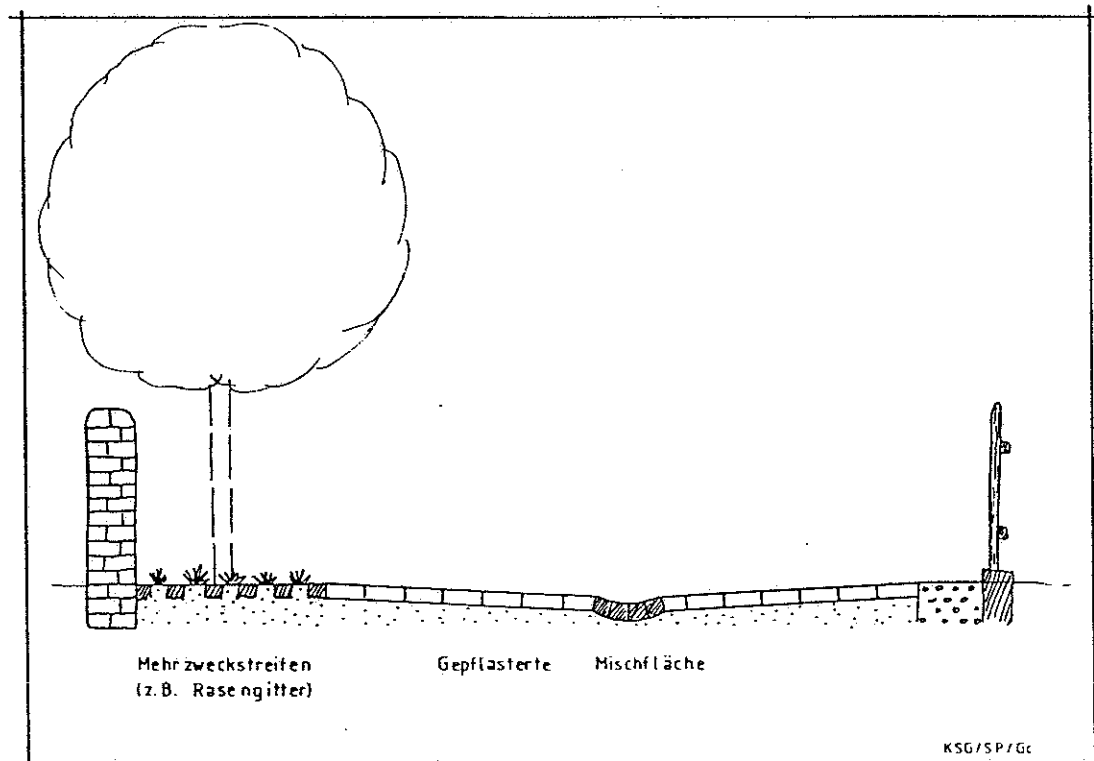 Mehrzweckstreifen Gepflasterte Mischfläche
(z.B. Rasengitter)
KSG/SP/Gc